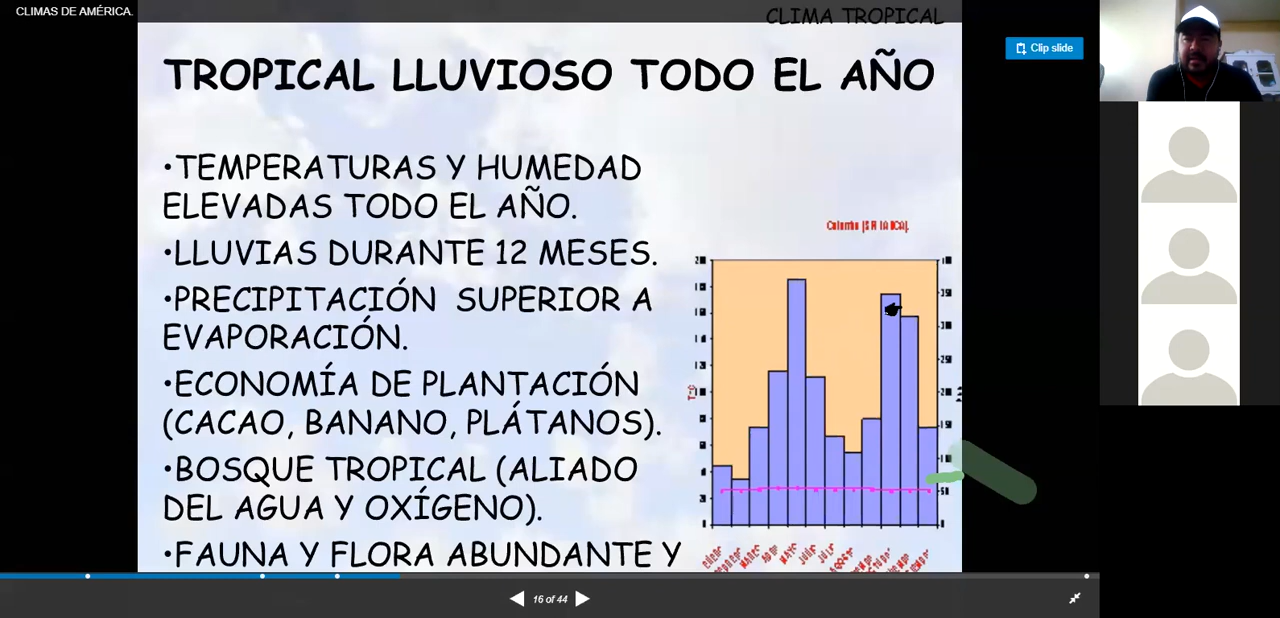 CLIMAS DE AMÉRICA.
CLIMA TROPICAL
Clip slide
TROPICAL LLUVIOSO TODO EL AÑO
•TEMPERATURAS Y HUMEDAD
ELEVADAS TODO EL AÑO.
•LLUVIAS DURANTE 12 MESES.
•PRECIPITACIÓN SUPERIOR A
EVAPORACIÓN.
•ECONOMÍA DE PLANTACIÓN
(CACAO, BANANO, PLÁTANOS).
•BOSQUE TROPICAL (ALIADO
DEL AGUA Y OXÍGENO).
•FAUNA Y FLORA ABUNDANTE Y
16 of 44